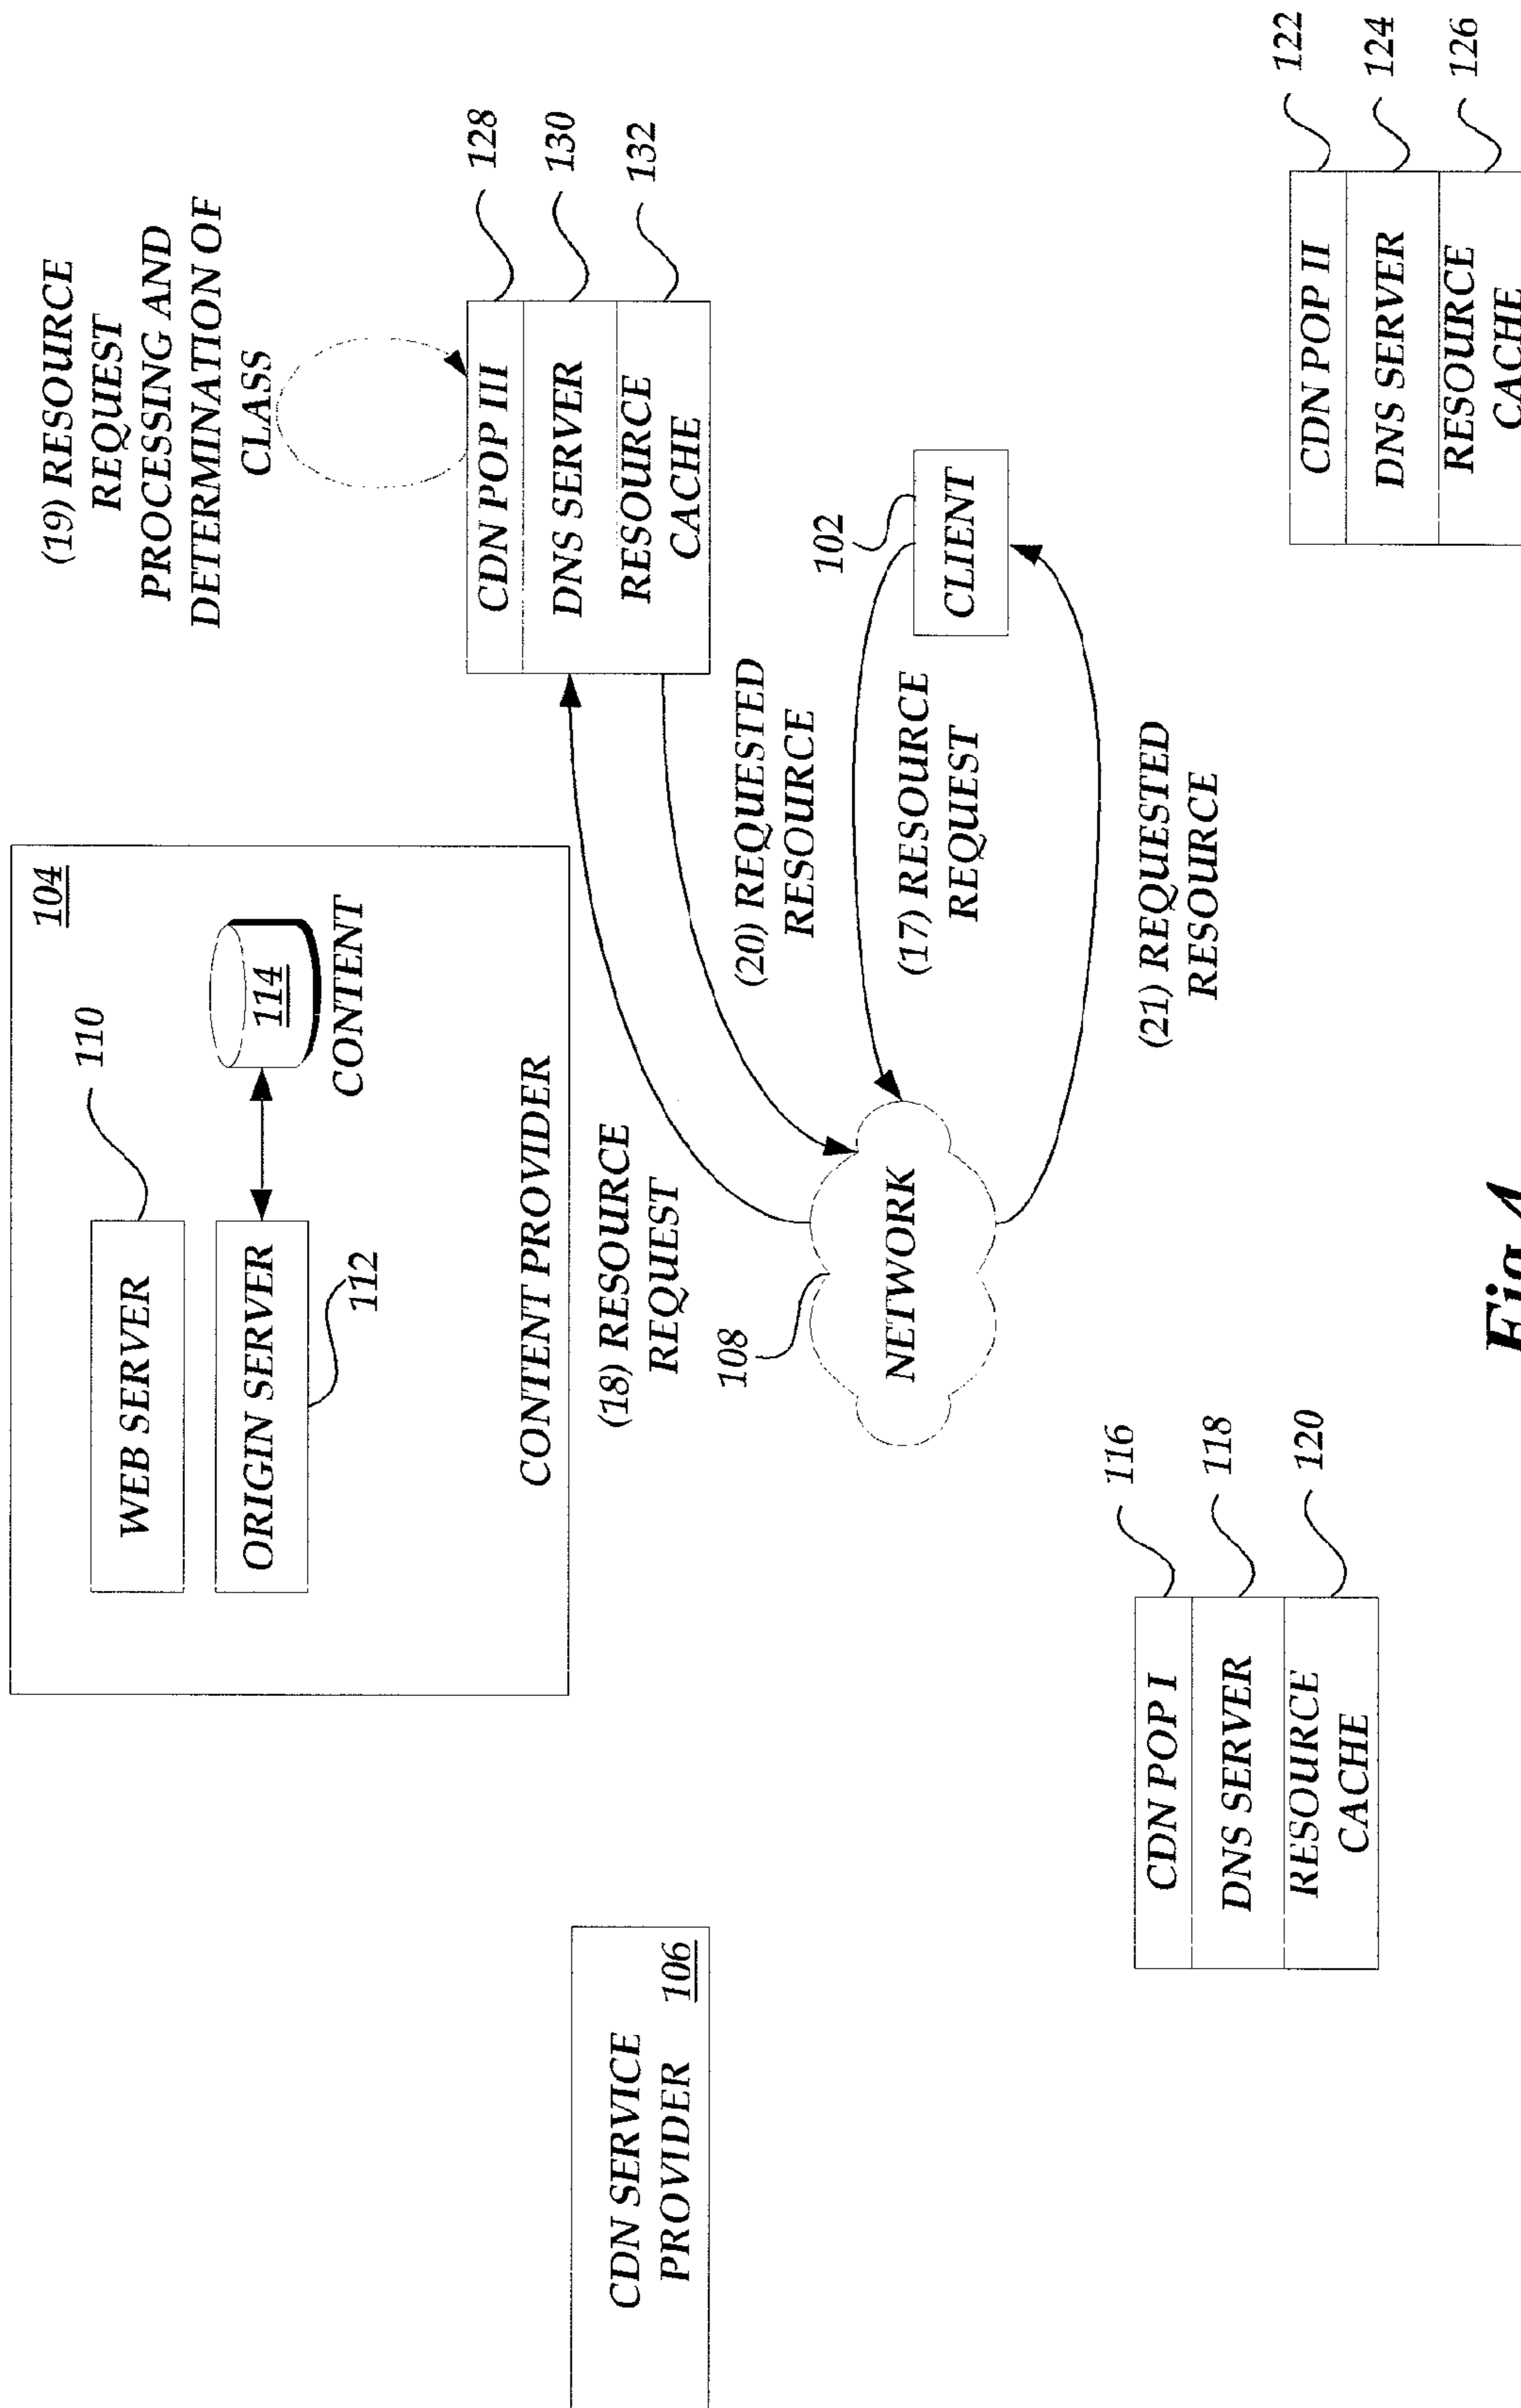 104
WEB SERVER
110
ORIGIN SERVER
112
114
CONTENT
CONTENT PROVIDER
(19) RESOURCE
REQUEST
PROCESSING AND
DETERMINATION OF
CLASS
CDN SERVICE
PROVIDER
106
(18) RESOURCE
REQUEST
CDN POP III
DNS SERVER
RESOURCE
CACHE
128
130
132
(20) REQUESTED
RESOURCE
108
NETWORK
(17) RESOURCE
REQUEST
102
CLIENT
(21) REQUESTED
RESOURCE
CDN POP I
DNS SERVER
RESOURCE
CACHE
116
118
120
CDN POP II
DNS SERVER
RESOURCE
CACHE
122
124
126
Fig.4.